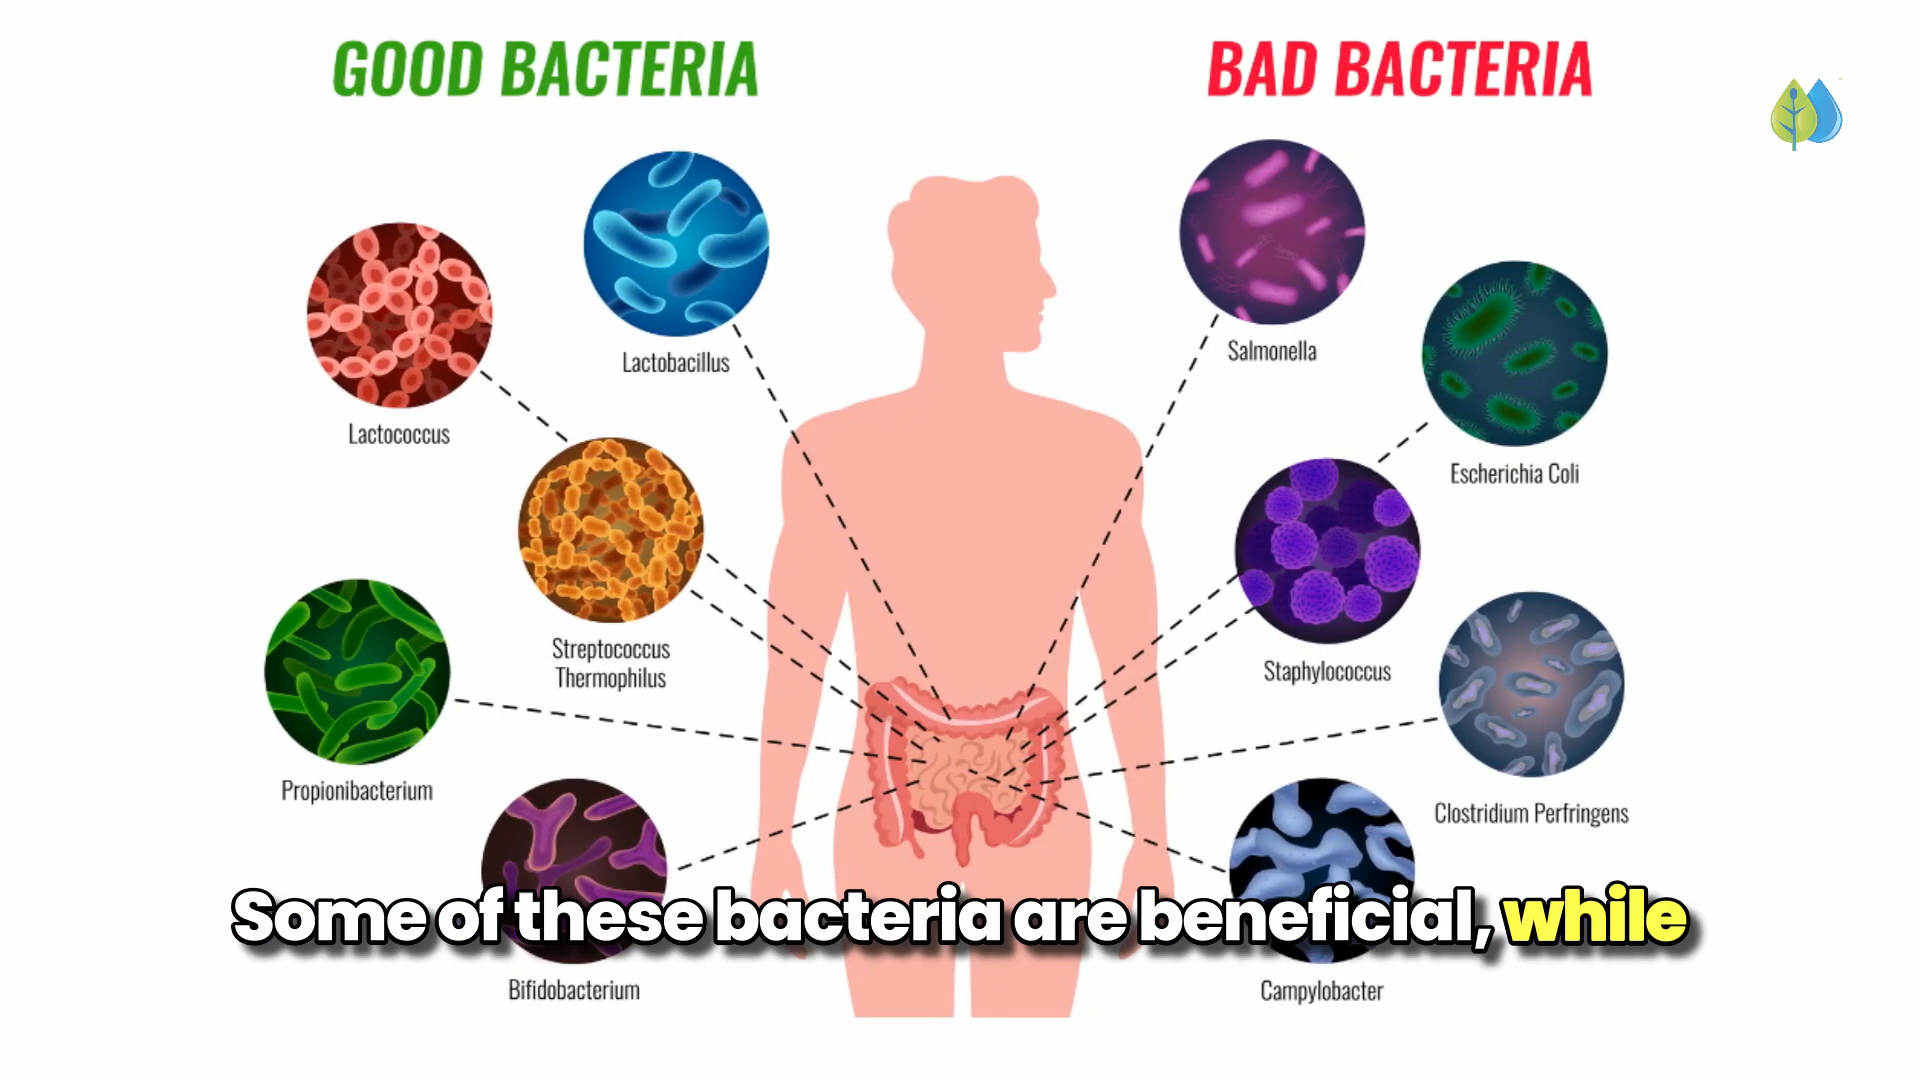 GOOD BACTERIA
BAD BACTERIA
Lactobacillus
Salmonella
Lactococcus
Escherichia Coli
Streptococcus
Thermophilus
Staphylococcus
Propionibacterium
Clostridium Perfringens
Some of these bacteria are beneficial, while
Bifidobacterium
Campylobacter